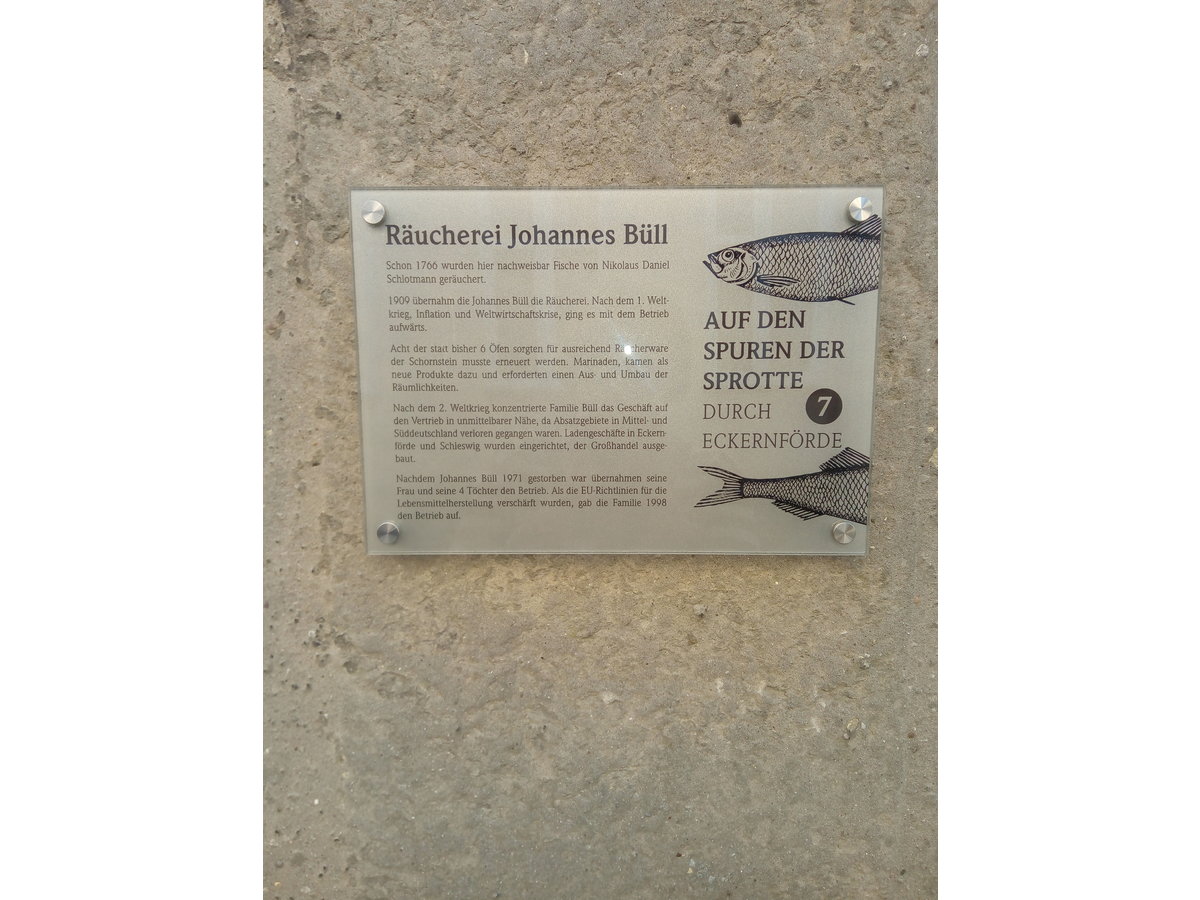 Räucherei Johannes Büll
Schon 1766 wurden hier nachweisbar Fische von Nikolaus Daniel
Schlotmann geräuchert.
1909 übernahm die Johannes Büll die Räucherei. Nach dem 1. Welt-
krieg, Inflation und Weltwirtschaftskrise, ging es mit dem Betrieb
aufwärts.
Acht der statt bisher 6 Öfen sorgten für ausreichend Räucherware
der Schornstein musste erneuert werden. Marinaden, kamen als
neue Produkte dazu und erforderten einen Aus- und Umbau der
Räumlichkeiten.
Nach dem 2. Weltkrieg konzentrierte Familie Büll das Geschäft auf
den Vertrieb in unmittelbarer Nähe, da Absatzgebiete in Mittel- und
Süddeutschland verloren gegangen waren. Ladengeschäfte in Eckern-
förde und Schleswig wurden eingerichtet, der Großhandel ausge-
baut.
Nachdem Johannes Büll 1971 gestorben war übernahmen seine
Frau und seine 4 Töchter den Betrieb. Als die EU-Richtlinien für die
Lebensmittelherstellung verschärft wurden, gab die Familie 1998
den Betrieb auf.
AUF DEN
SPUREN DER
SPROTTE
DURCH 7
ECKERNFÖRDE